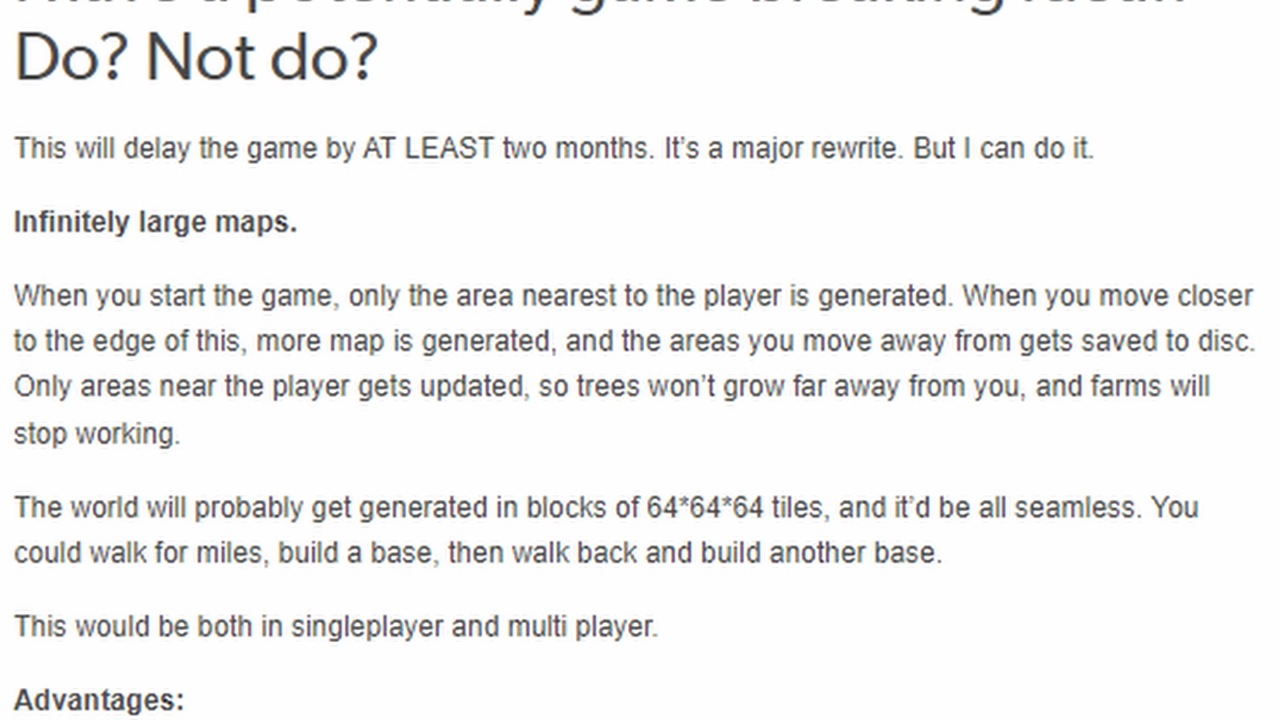 Do? Not do?
This will delay the game by AT LEAST two months. It’s a major rewrite. But I can do it.
Infinitely large maps.
When you start the game, only the area nearest to the player is generated. When you move closer
to the edge of this, more map is generated, and the areas you move away from gets saved to disc.
Only areas near the player gets updated, so trees won’t grow far away from you, and farms will
stop working.
The world will probably get generated in blocks of 64*64*64 tiles, and it’d be all seamless. You
could walk for miles, build a base, then walk back and build another base.
This would be both in singleplayer and multi player.
Advantages: